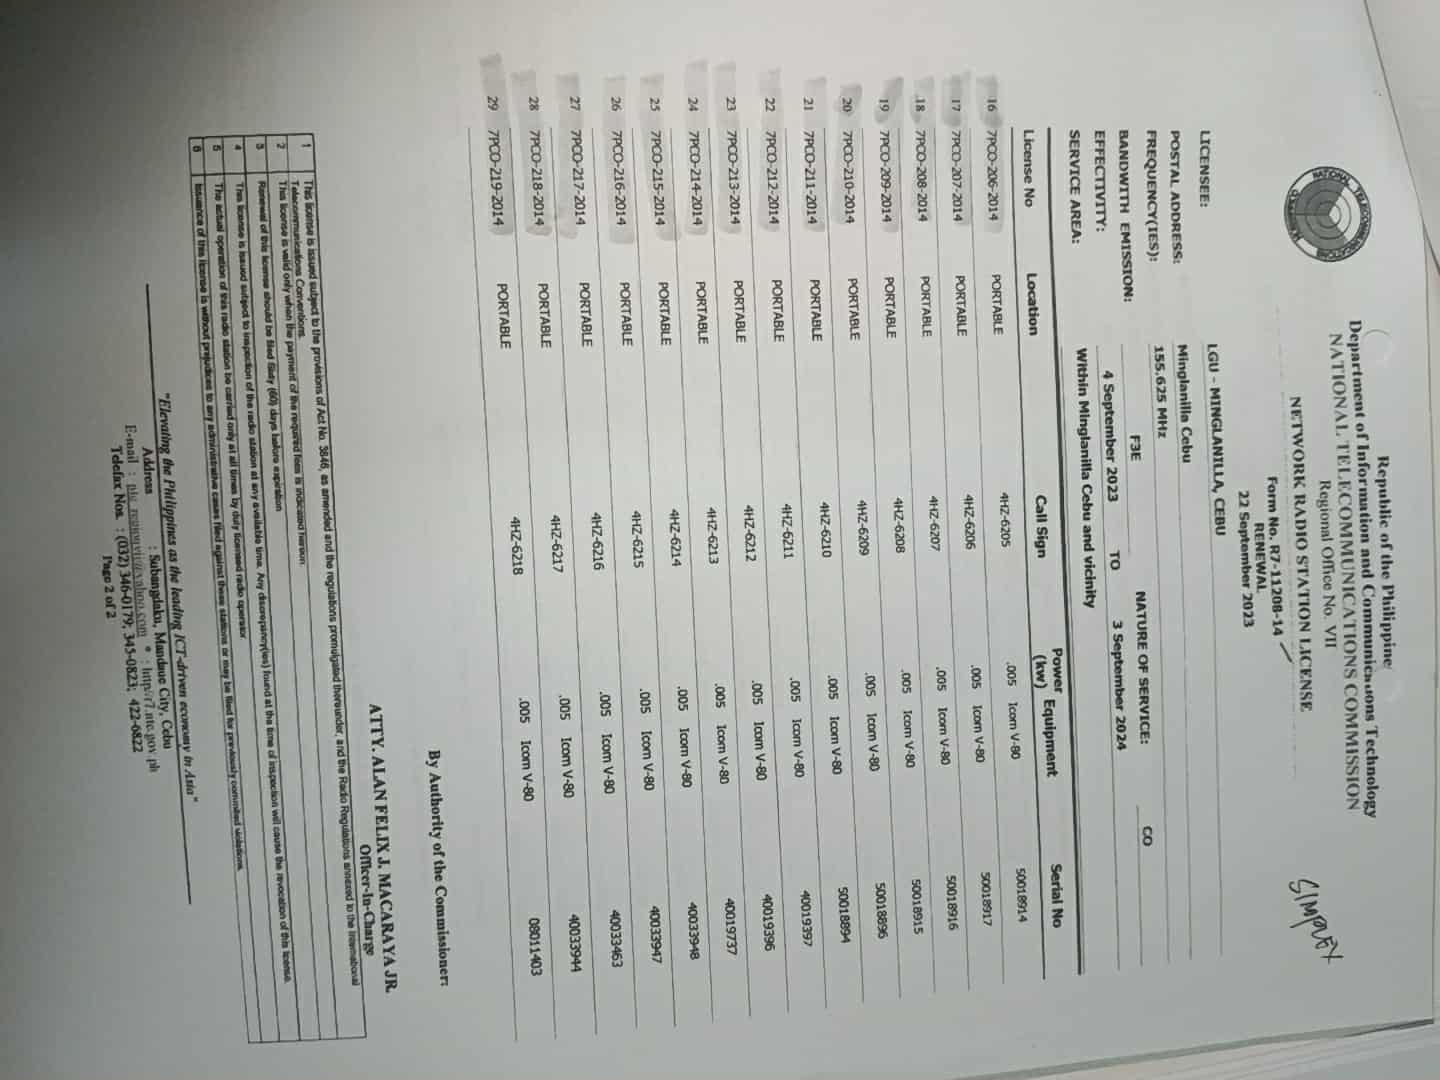 Republic of the Philippine
Department of Information and Communications Technology
NATIONAL TELECOMMUNICATIONS COMMISSION
Regional Office No. VII
NETWORK RADIO STATION LICENSE
SIMPLEX
Form No. R7-11208-14
RENEWAL
22 September 2023
LICENSEE: LGU - MINGLANILLA, CEBU
POSTAL ADDRESS: Minglanilla Cebu
FREQUENCY(IES): 155.625 MHz
BANDWITH EMISSION: F3E NATURE OF SERVICE: CO
EFFECTIVITY: 4 September 2023 TO 3 September 2024
SERVICE AREA: Within Minglanilla Cebu and vicinity
License No Location Call Sign Power (kw) Equipment Serial No
16 7PCO-206-2014 PORTABLE 4HZ-6205 .005 Icom V-80 50018914
17 7PCO-207-2014 PORTABLE 4HZ-6206 .005 Icom V-80 50018917
18 7PCO-208-2014 PORTABLE 4HZ-6207 .005 Icom V-80 50018916
19 7PCO-209-2014 PORTABLE 4HZ-6208 .005 Icom V-80 50018915
20 7PCO-210-2014 PORTABLE 4HZ-6209 .005 Icom V-80 50018896
21 7PCO-211-2014 PORTABLE 4HZ-6210 .005 Icom V-80 50018894
22 7PCO-212-2014 PORTABLE 4HZ-6211 .005 Icom V-80 40019397
23 7PCO-213-2014 PORTABLE 4HZ-6212 .005 Icom V-80 40019396
24 7PCO-214-2014 PORTABLE 4HZ-6213 .005 Icom V-80 40019737
25 7PCO-215-2014 PORTABLE 4HZ-6214 .005 Icom V-80 40033948
26 7PCO-216-2014 PORTABLE 4HZ-6215 .005 Icom V-80 40033947
27 7PCO-217-2014 PORTABLE 4HZ-6216 .005 Icom V-80 40033463
28 7PCO-218-2014 PORTABLE 4HZ-6217 .005 Icom V-80 40033944
29 7PCO-219-2014 PORTABLE 4HZ-6218 .005 Icom V-80 08011403
By Authority of the Commissioner:
ATTY. ALAN FELIX J. MACARAYA JR.
Officer-In-Charge
1 This license is issued subject to the provisions of Act No. 3846, as amended and the regulations promulgated thereunder, and the Radio Regulations annexed to the International
Telecommunications Conventions.
2 This license is valid only when the payment of the required fees is indicated hereon.
3 Renewal of this license should be filed Sixty (60) days before expiration
4 This license is issued subject to inspection of the radio station at any available time. Any discrepancy(ies) found at the time of inspection will cause the revocation of this license.
5 The actual operation of this radio station be carried only at all times by duly licensed radio operator.
6 Issuance of this license is without prejudices to any administrative cases filed against these stations or may be filed for previously commited violations.
"Elevating the Philippines as the leading ICT-driven economy in Asia"
Address : Subangdaku, Mandaue City, Cebu
E-mail : ntc_regionvii@yahoo.com * : http//r7.ntc.gov.ph
Telefax Nos. : (032) 346-0179; 345-0823; 422-6822
Page 2 of 2